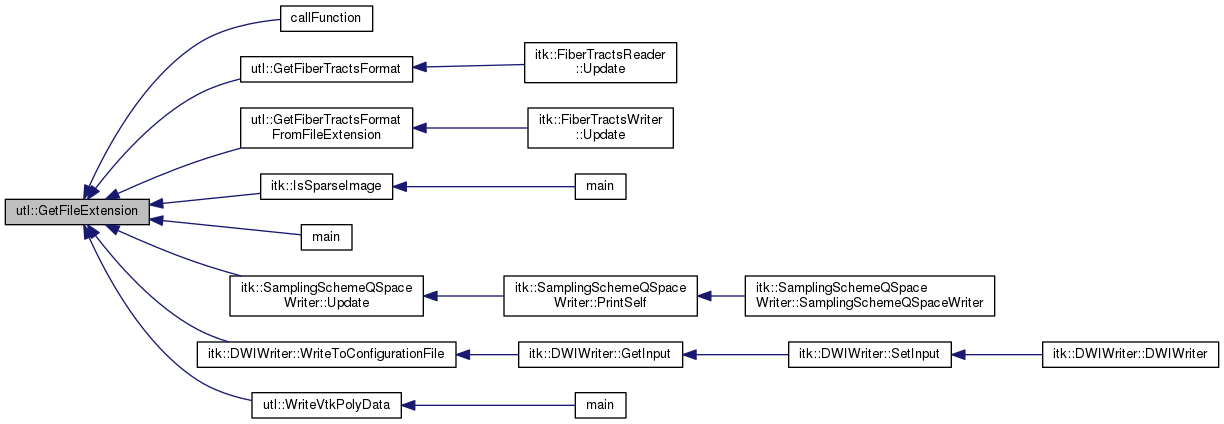 callFunction
utl::GetFiberTractsFormat
itk::FiberTractsReader
::Update
utl::GetFiberTractsFormat
FromFileExtension
itk::FiberTractsWriter
::Update
itk::IsSparseImage
main
utl::GetFileExtension
main
itk::SamplingSchemeQSpace
Writer::Update
itk::SamplingSchemeQSpace
Writer::PrintSelf
itk::SamplingSchemeQSpace
Writer::SamplingSchemeQSpaceWriter
itk::DWIWriter::WriteToConfigurationFile
itk::DWIWriter::GetInput
itk::DWIWriter::SetInput
itk::DWIWriter::DWIWriter
utl::WriteVtkPolyData
main